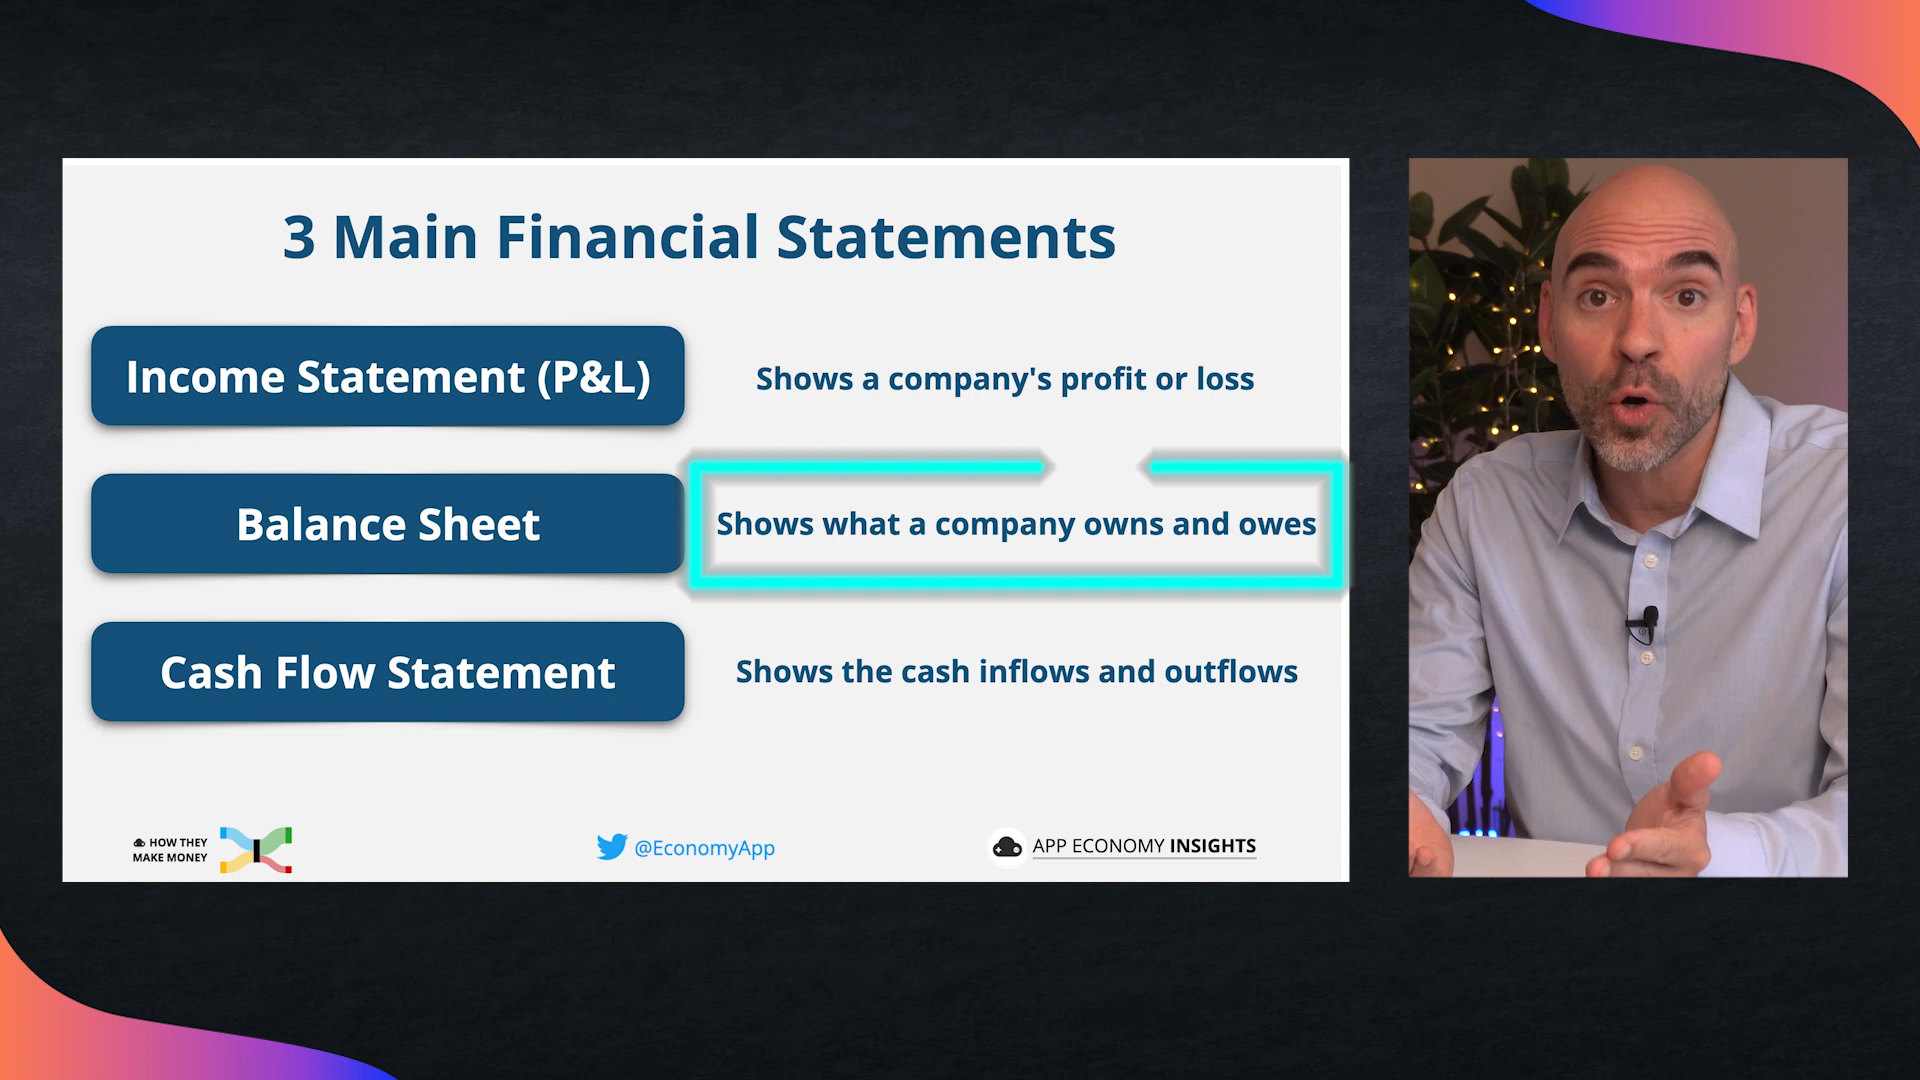 3 Main Financial Statements
Income Statement (P&L)
Shows a company's profit or loss
Balance Sheet
Shows what a company owns and owes
Cash Flow Statement
Shows the cash inflows and outflows
HOW THEY
MAKE MONEY
@EconomyApp
APP ECONOMY INSIGHTS